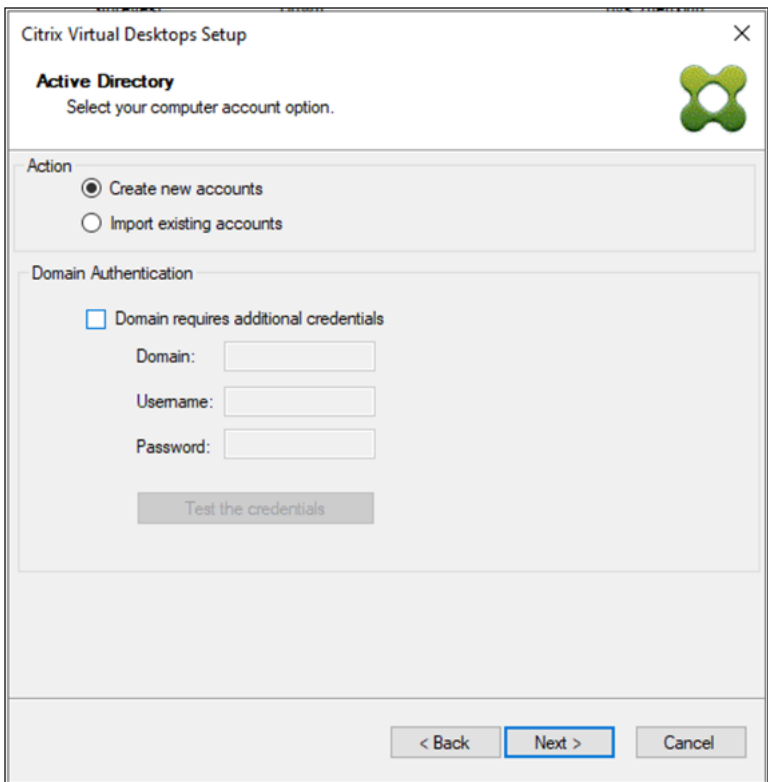 Citrix Virtual Desktops Setup
Active Directory
Select your computer account option.
Action
Create new accounts
Import existing accounts
Domain Authentication
Domain requires additional credentials
Domain:
Username:
Password:
Test the credentials
< Back
Next >
Cancel